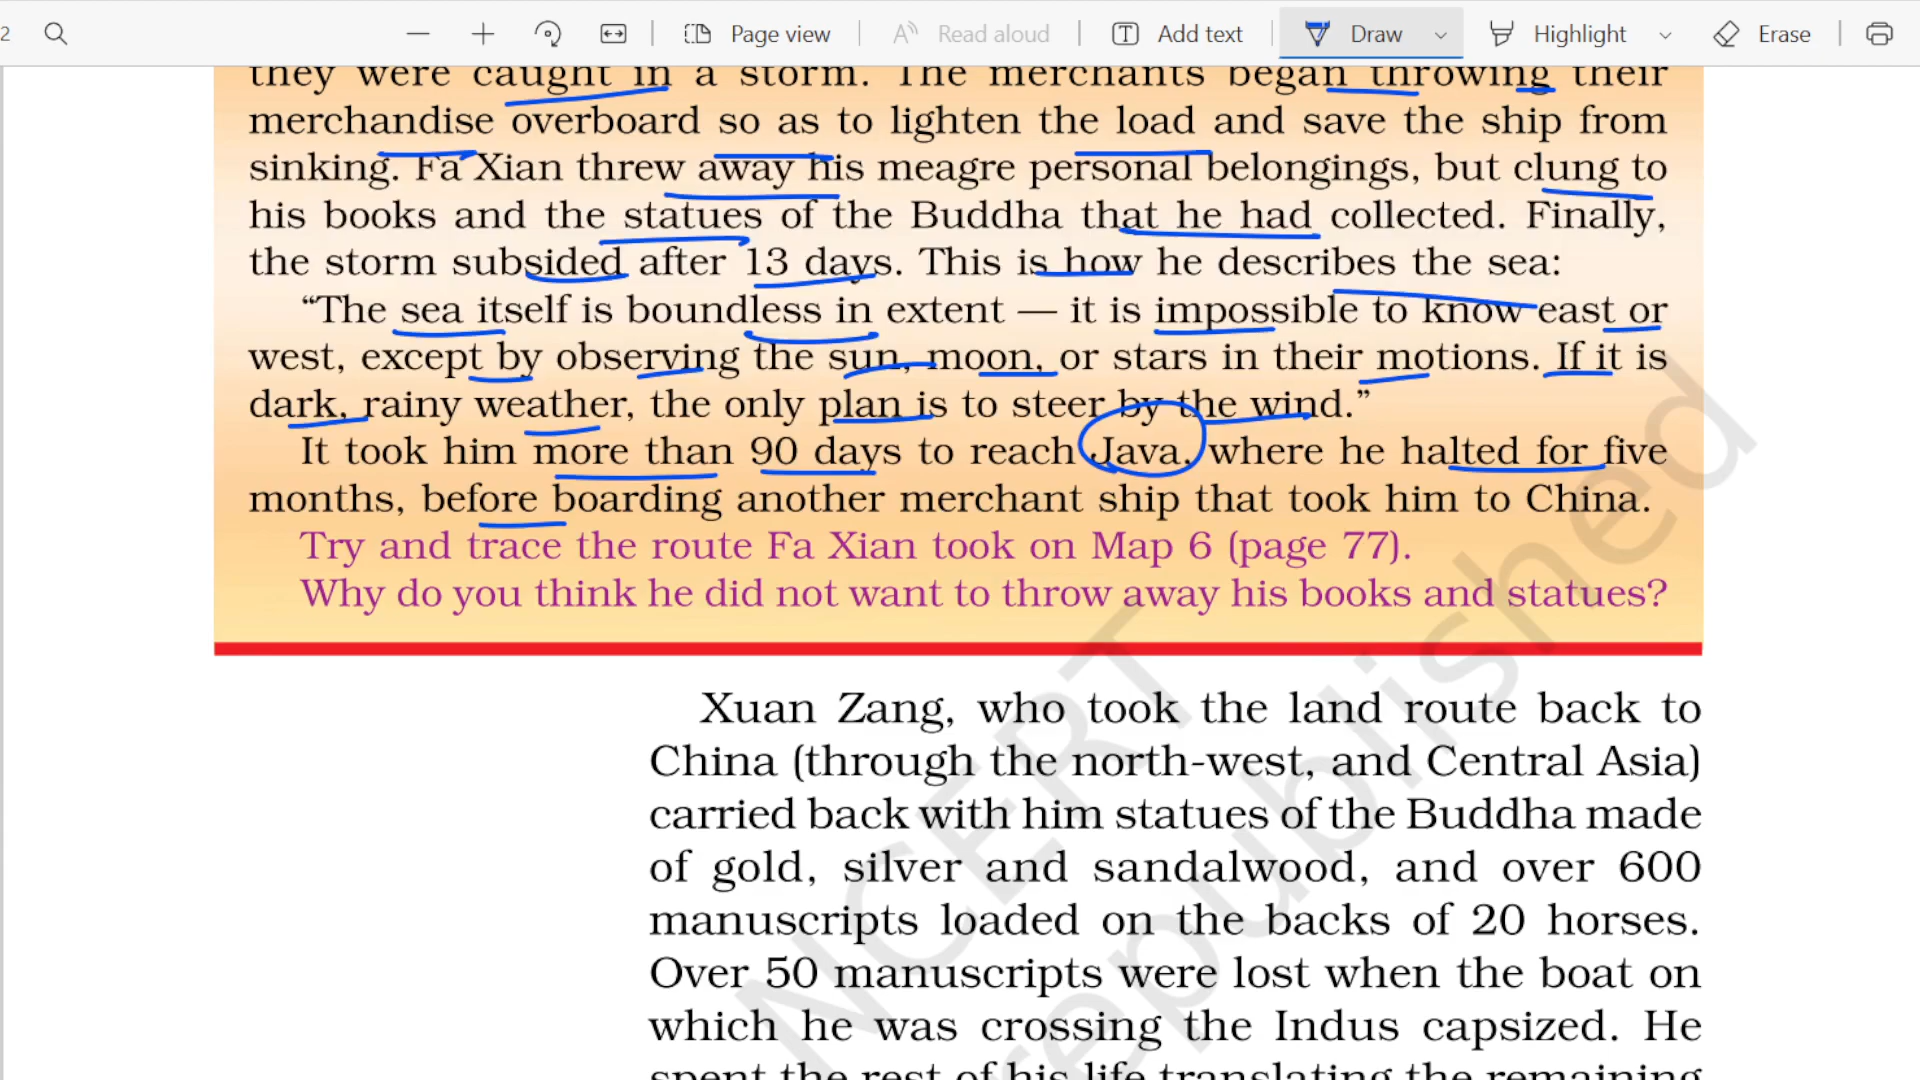 2
Page view
Read aloud
Add text
Draw
Highlight
Erase
they were caught in a storm. The merchants began throwing their
merchandise overboard so as to lighten the load and save the ship from
sinking. Fa Xian threw away his meagre personal belongings, but clung to
his books and the statues of the Buddha that he had collected. Finally,
the storm subsided after 13 days. This is how he describes the sea:
“The sea itself is boundless in extent — it is impossible to know east or
west, except by observing the sun, moon, or stars in their motions. If it is
dark, rainy weather, the only plan is to steer by the wind.”
It took him more than 90 days to reach Java, where he halted for five
months, before boarding another merchant ship that took him to China.
Try and trace the route Fa Xian took on Map 6 (page 77).
Why do you think he did not want to throw away his books and statues?
Xuan Zang, who took the land route back to
China (through the north-west, and Central Asia)
carried back with him statues of the Buddha made
of gold, silver and sandalwood, and over 600
manuscripts loaded on the backs of 20 horses.
Over 50 manuscripts were lost when the boat on
which he was crossing the Indus capsized. He
spent the rest of his life translating the remaining
NCERT
republished